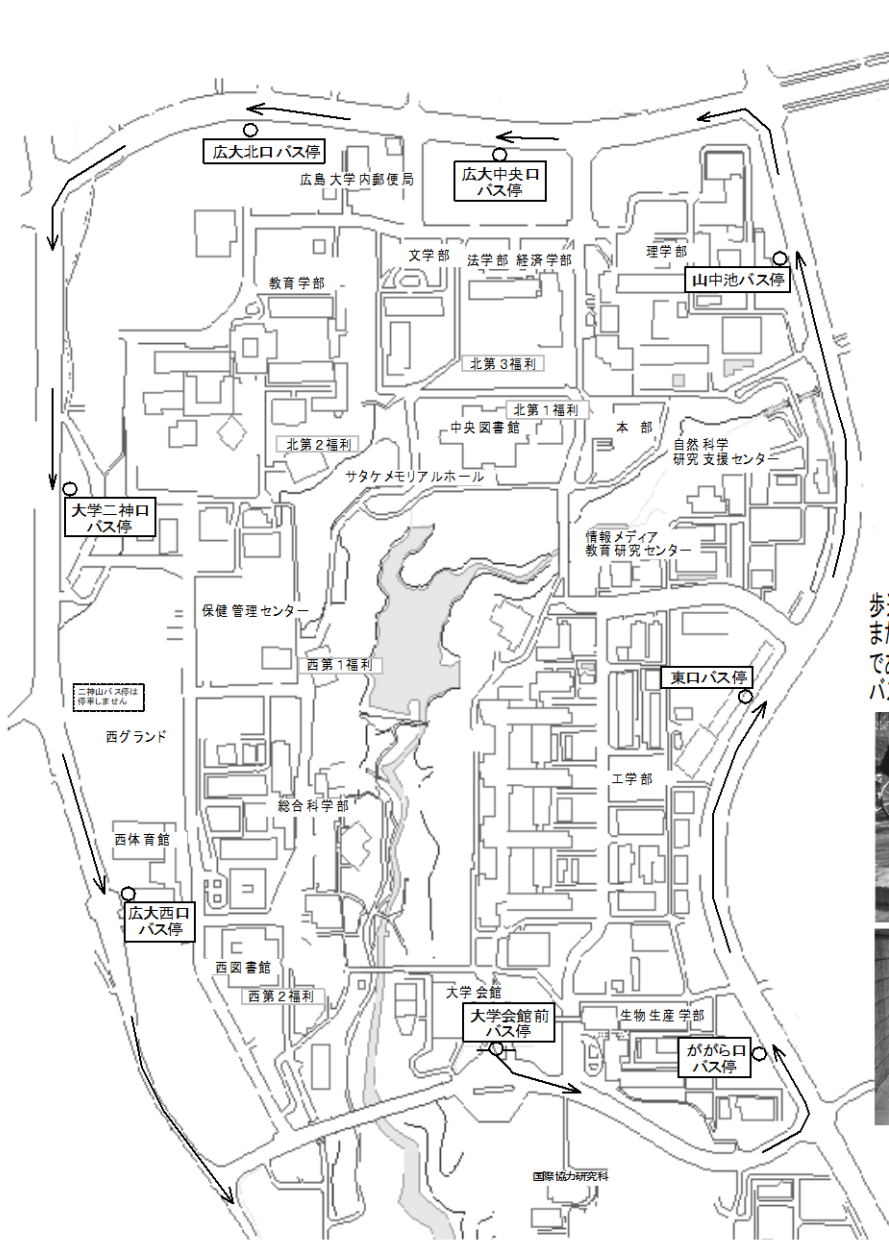 広大北口バス停
広大中央口
バス停
広島大学内郵便局
文学部
法学部
経済学部
理学部
山中池バス停
教育学部
北第3福利
北第1福利
中央図書館
本部
北第2福利
自然科学
研究支援センター
サタケメモリアルホール
大学二神口
バス停
情報メディア
教育研究センター
保健管理センター
西第1福利
東口バス停
二神山バス停は
停車しません
西グランド
工学部
総合科学部
西体育館
広大西口
バス停
西図書館
西第2福利
大学会館
大学会館前
バス停
生物生産学部
ががら口
バス停
国際協力研究科